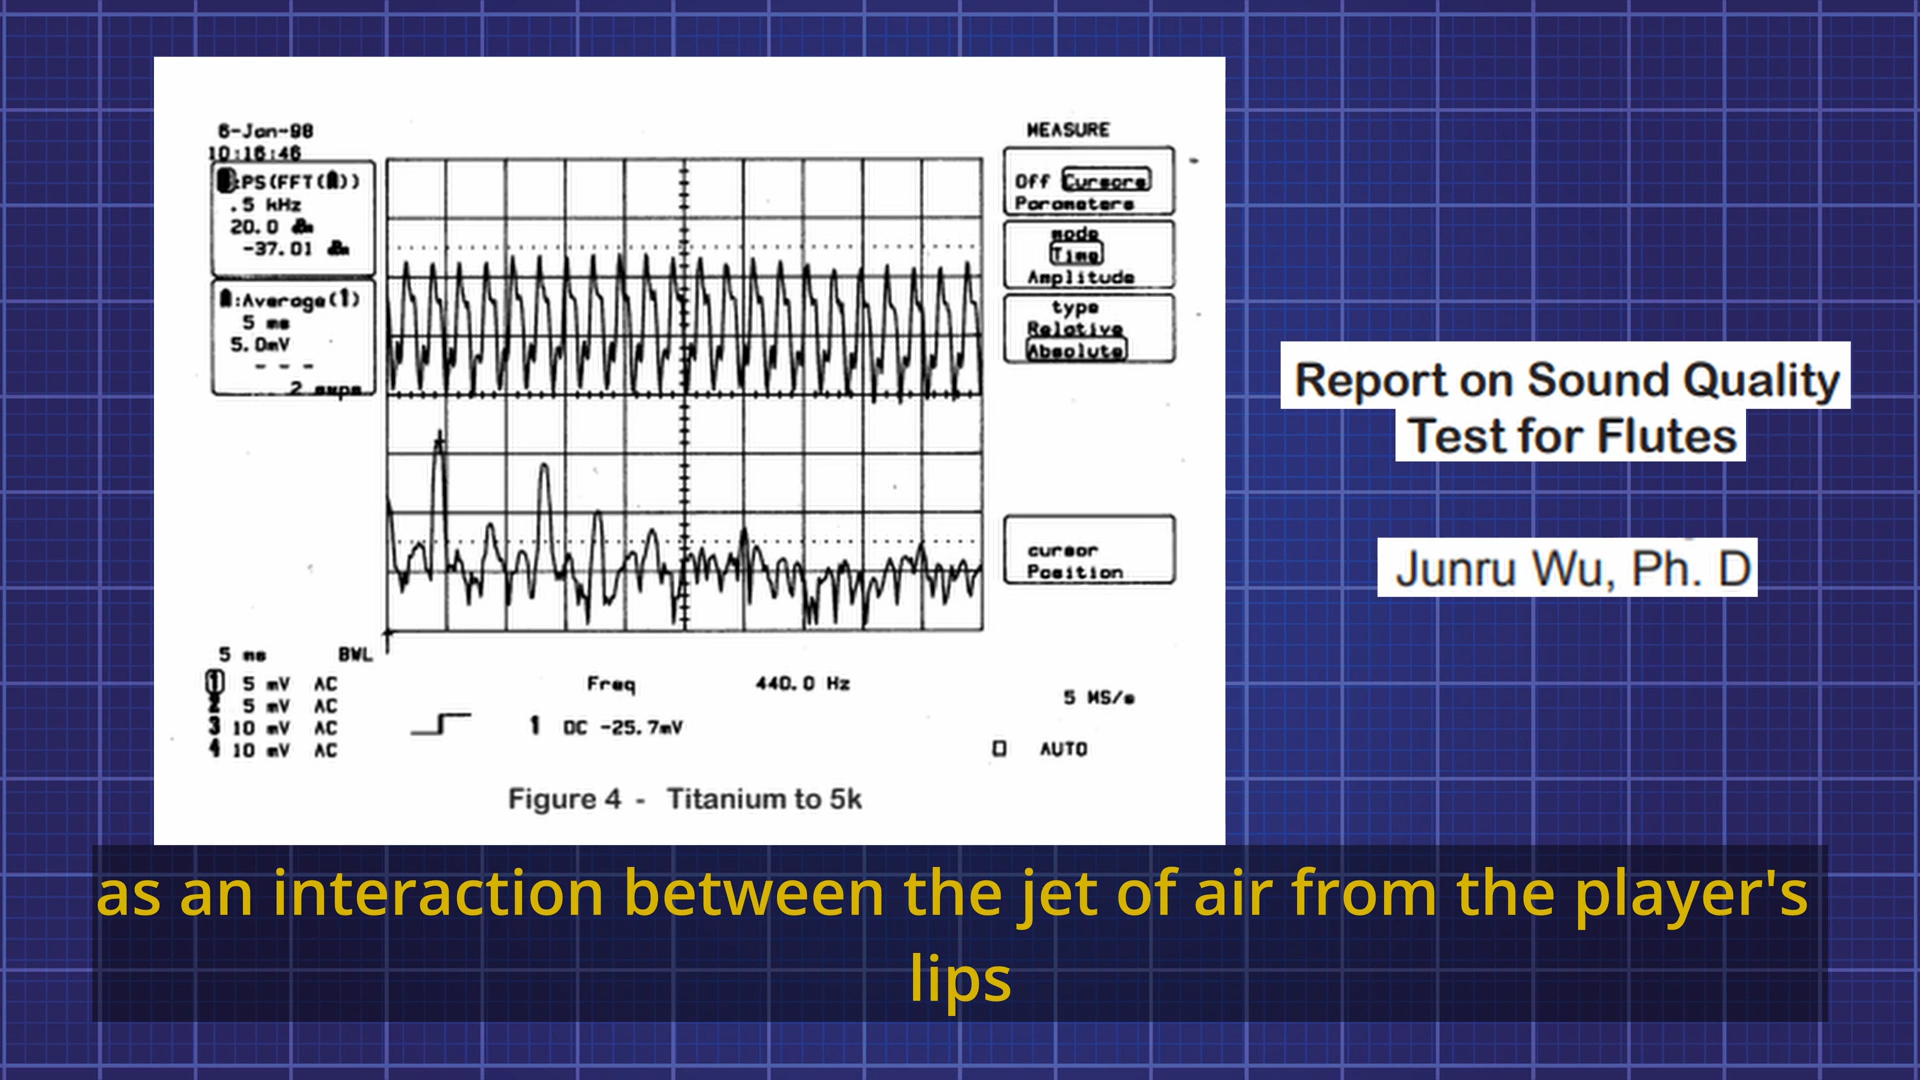 6-Jan-98
10:16:46
:PS(FFT(A))
.5 kHz
20.0 dBm
-37.01 dBm
A:Average(1)
5 ms
5.0mV
- - -
2 swps
MEASURE
Off Cursors
Parameters
mode
Time
Amplitude
type
Relative
Absolute
cursor
Position
5 ms BWL
1 5 mV AC
2 5 mV AC
3 10 mV AC
4 10 mV AC
Freq 440.0 Hz
1 DC -25.7mV
5 MS/s
AUTO
Figure 4 - Titanium to 5k
Report on Sound Quality
Test for Flutes
Junru Wu, Ph. D
as an interaction between the jet of air from the player's
lips